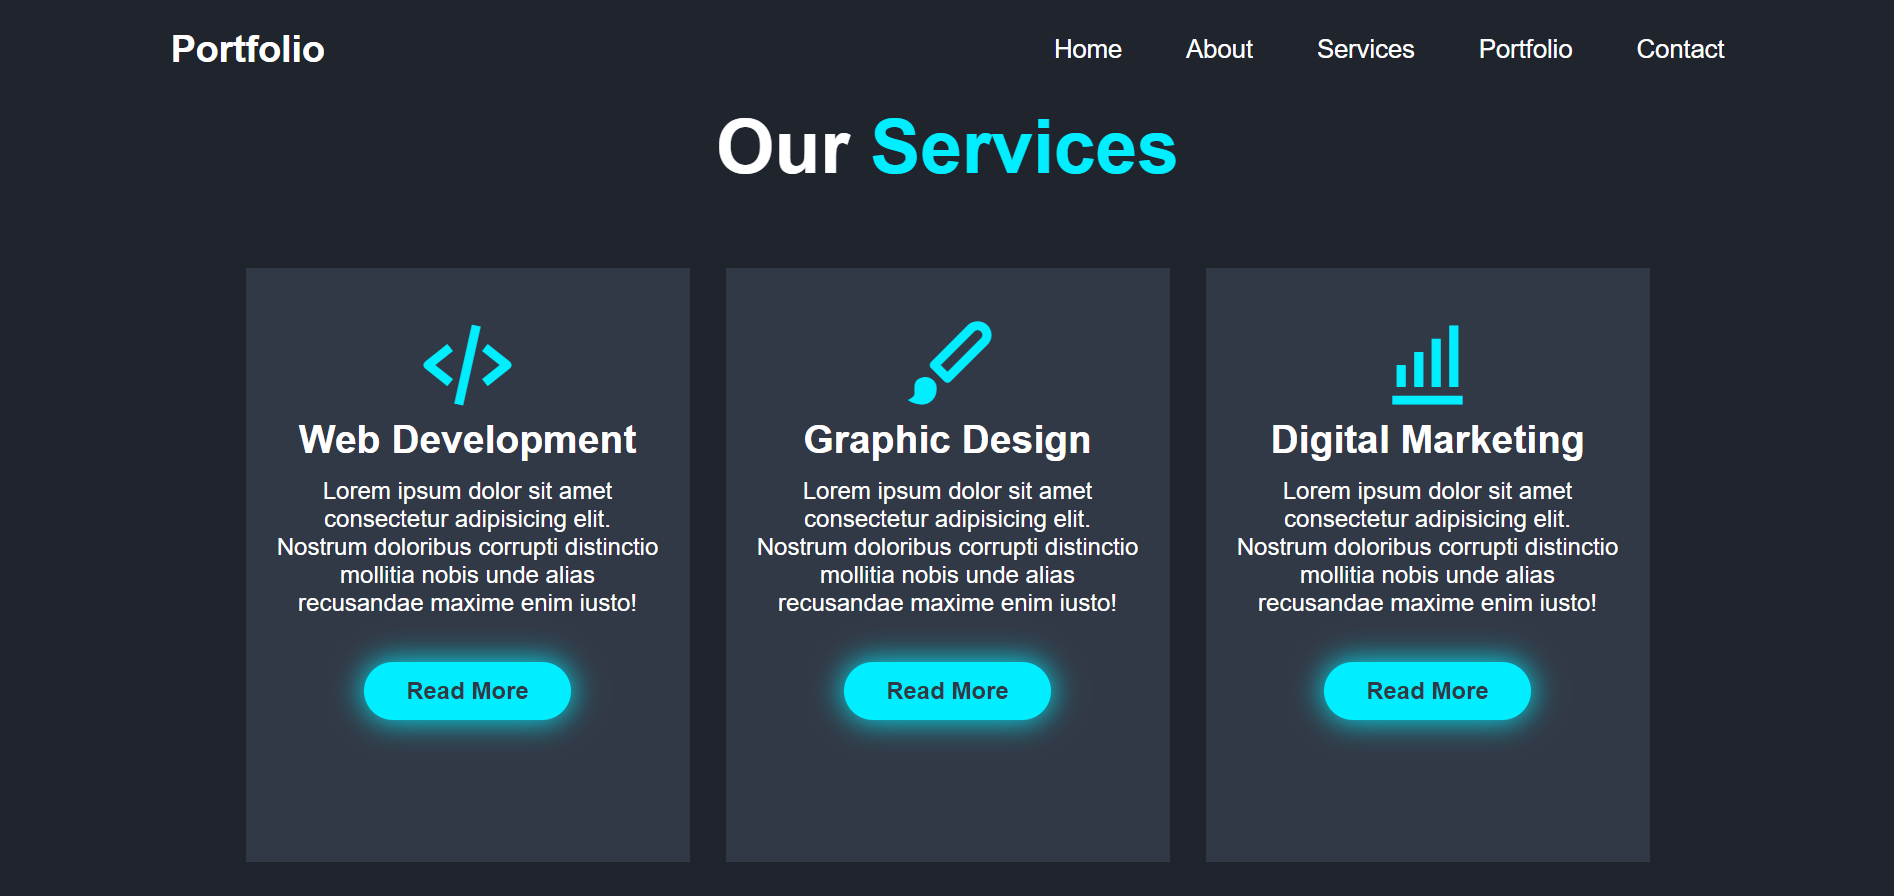 Portfolio
Home About Services Portfolio Contact
Our Services
Web Development
Lorem ipsum dolor sit amet
consectetur adipisicing elit.
Nostrum doloribus corrupti distinctio
mollitia nobis unde alias
recusandae maxime enim iusto!
Read More
Graphic Design
Lorem ipsum dolor sit amet
consectetur adipisicing elit.
Nostrum doloribus corrupti distinctio
mollitia nobis unde alias
recusandae maxime enim iusto!
Read More
Digital Marketing
Lorem ipsum dolor sit amet
consectetur adipisicing elit.
Nostrum doloribus corrupti distinctio
mollitia nobis unde alias
recusandae maxime enim iusto!
Read More